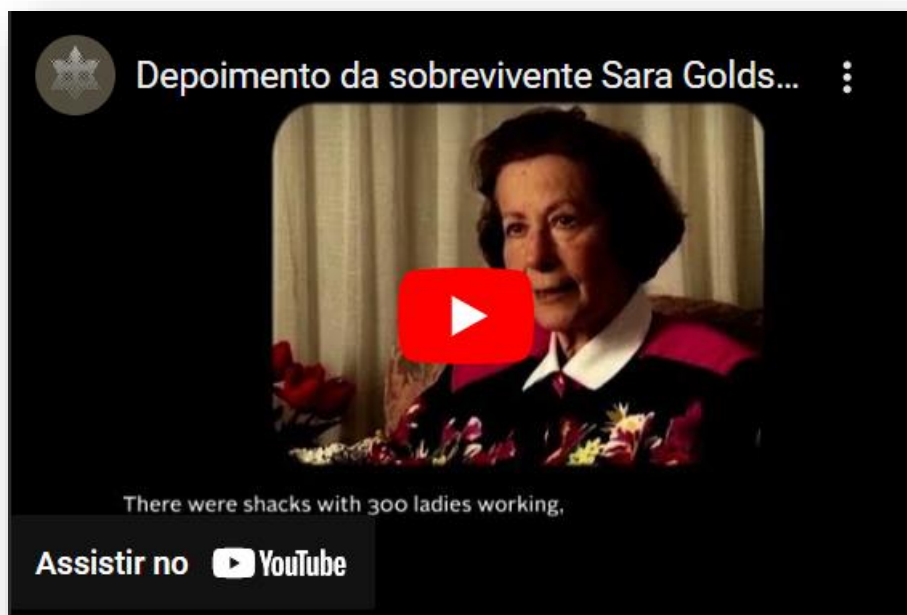 Depoimento da sobrevivente Sara Golds...
There were shacks with 300 ladies working,
Assistir no YouTube